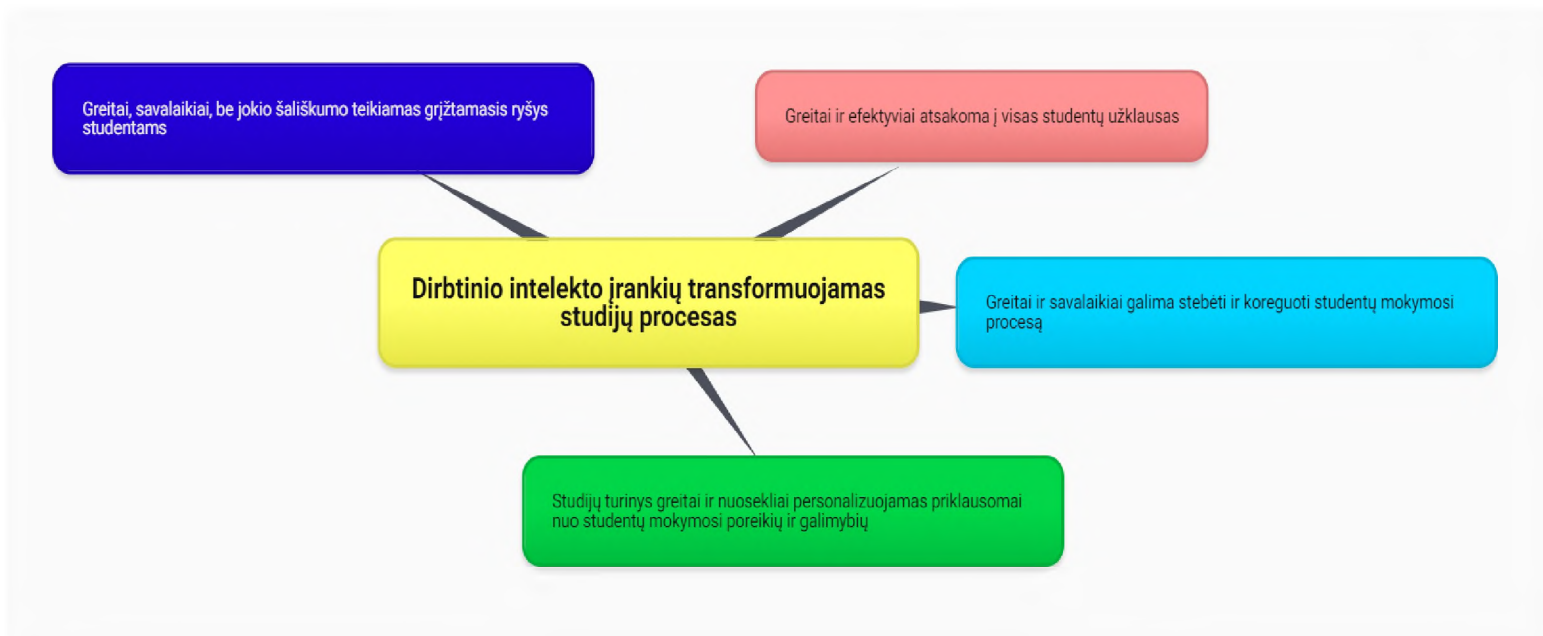 Greitai, savalaikiai, be jokio šališkumo teikiamas grįžtamasis ryšys
studentams
Greitai ir efektyviai atsakoma į visas studentų užklausas
Dirbtinio intelekto įrankių transformuojamas
studijų procesas
Greitai ir savalaikiai galima stebėti ir koreguoti studentų mokymosi
procesą
Studijų turinys greitai ir nuosekliai personalizuojamas priklausomai
nuo studentų mokymosi poreikių ir galimybių